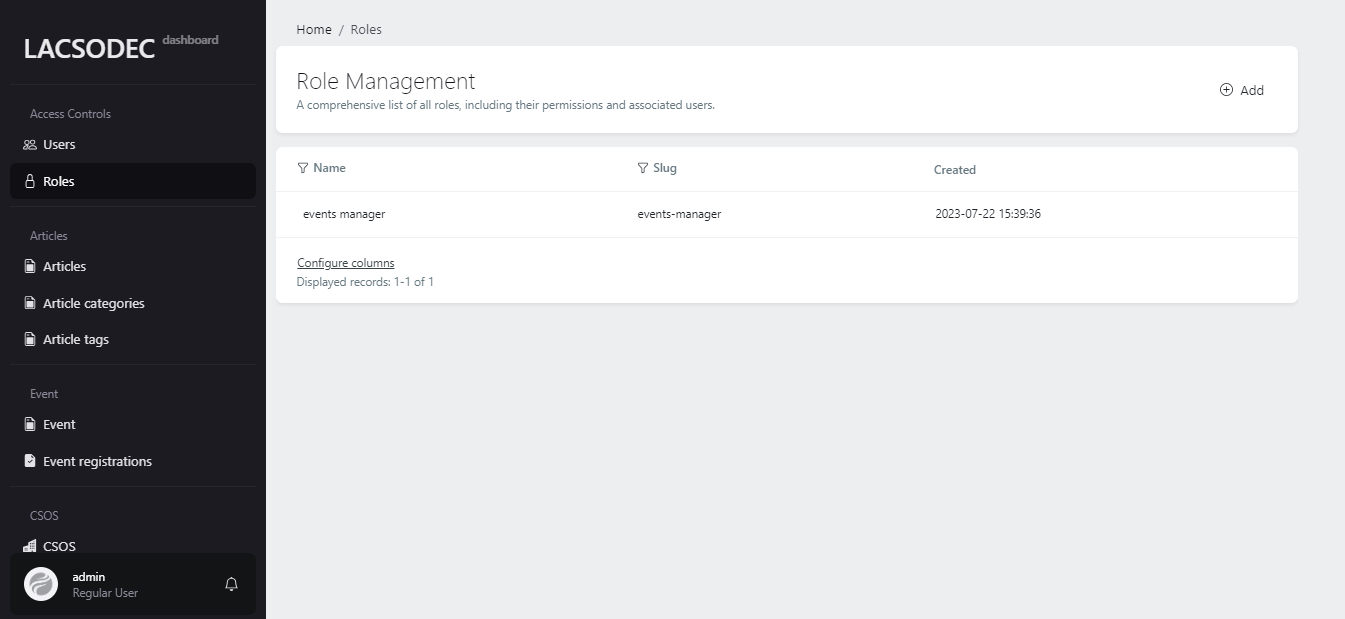 LACSODEC dashboard
Access Controls
Users
Roles
Articles
Articles
Article categories
Article tags
Event
Event
Event registrations
CSOS
CSOS
admin
Regular User
Home / Roles
Role Management
A comprehensive list of all roles, including their permissions and associated users.
Add
Name Slug Created
events manager events-manager 2023-07-22 15:39:36
Configure columns
Displayed records: 1-1 of 1